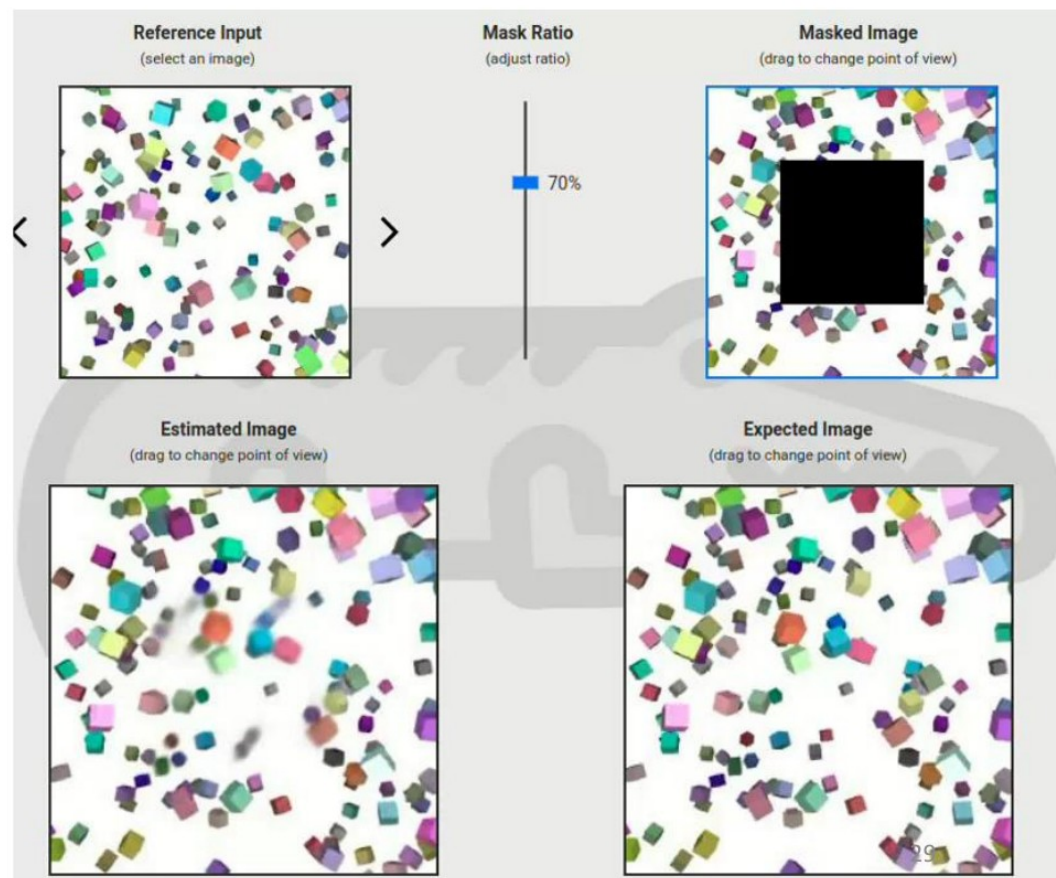 Reference Input
(select an image)
Mask Ratio
(adjust ratio)
Masked Image
(drag to change point of view)
70%
Estimated Image
(drag to change point of view)
Expected Image
(drag to change point of view)
29